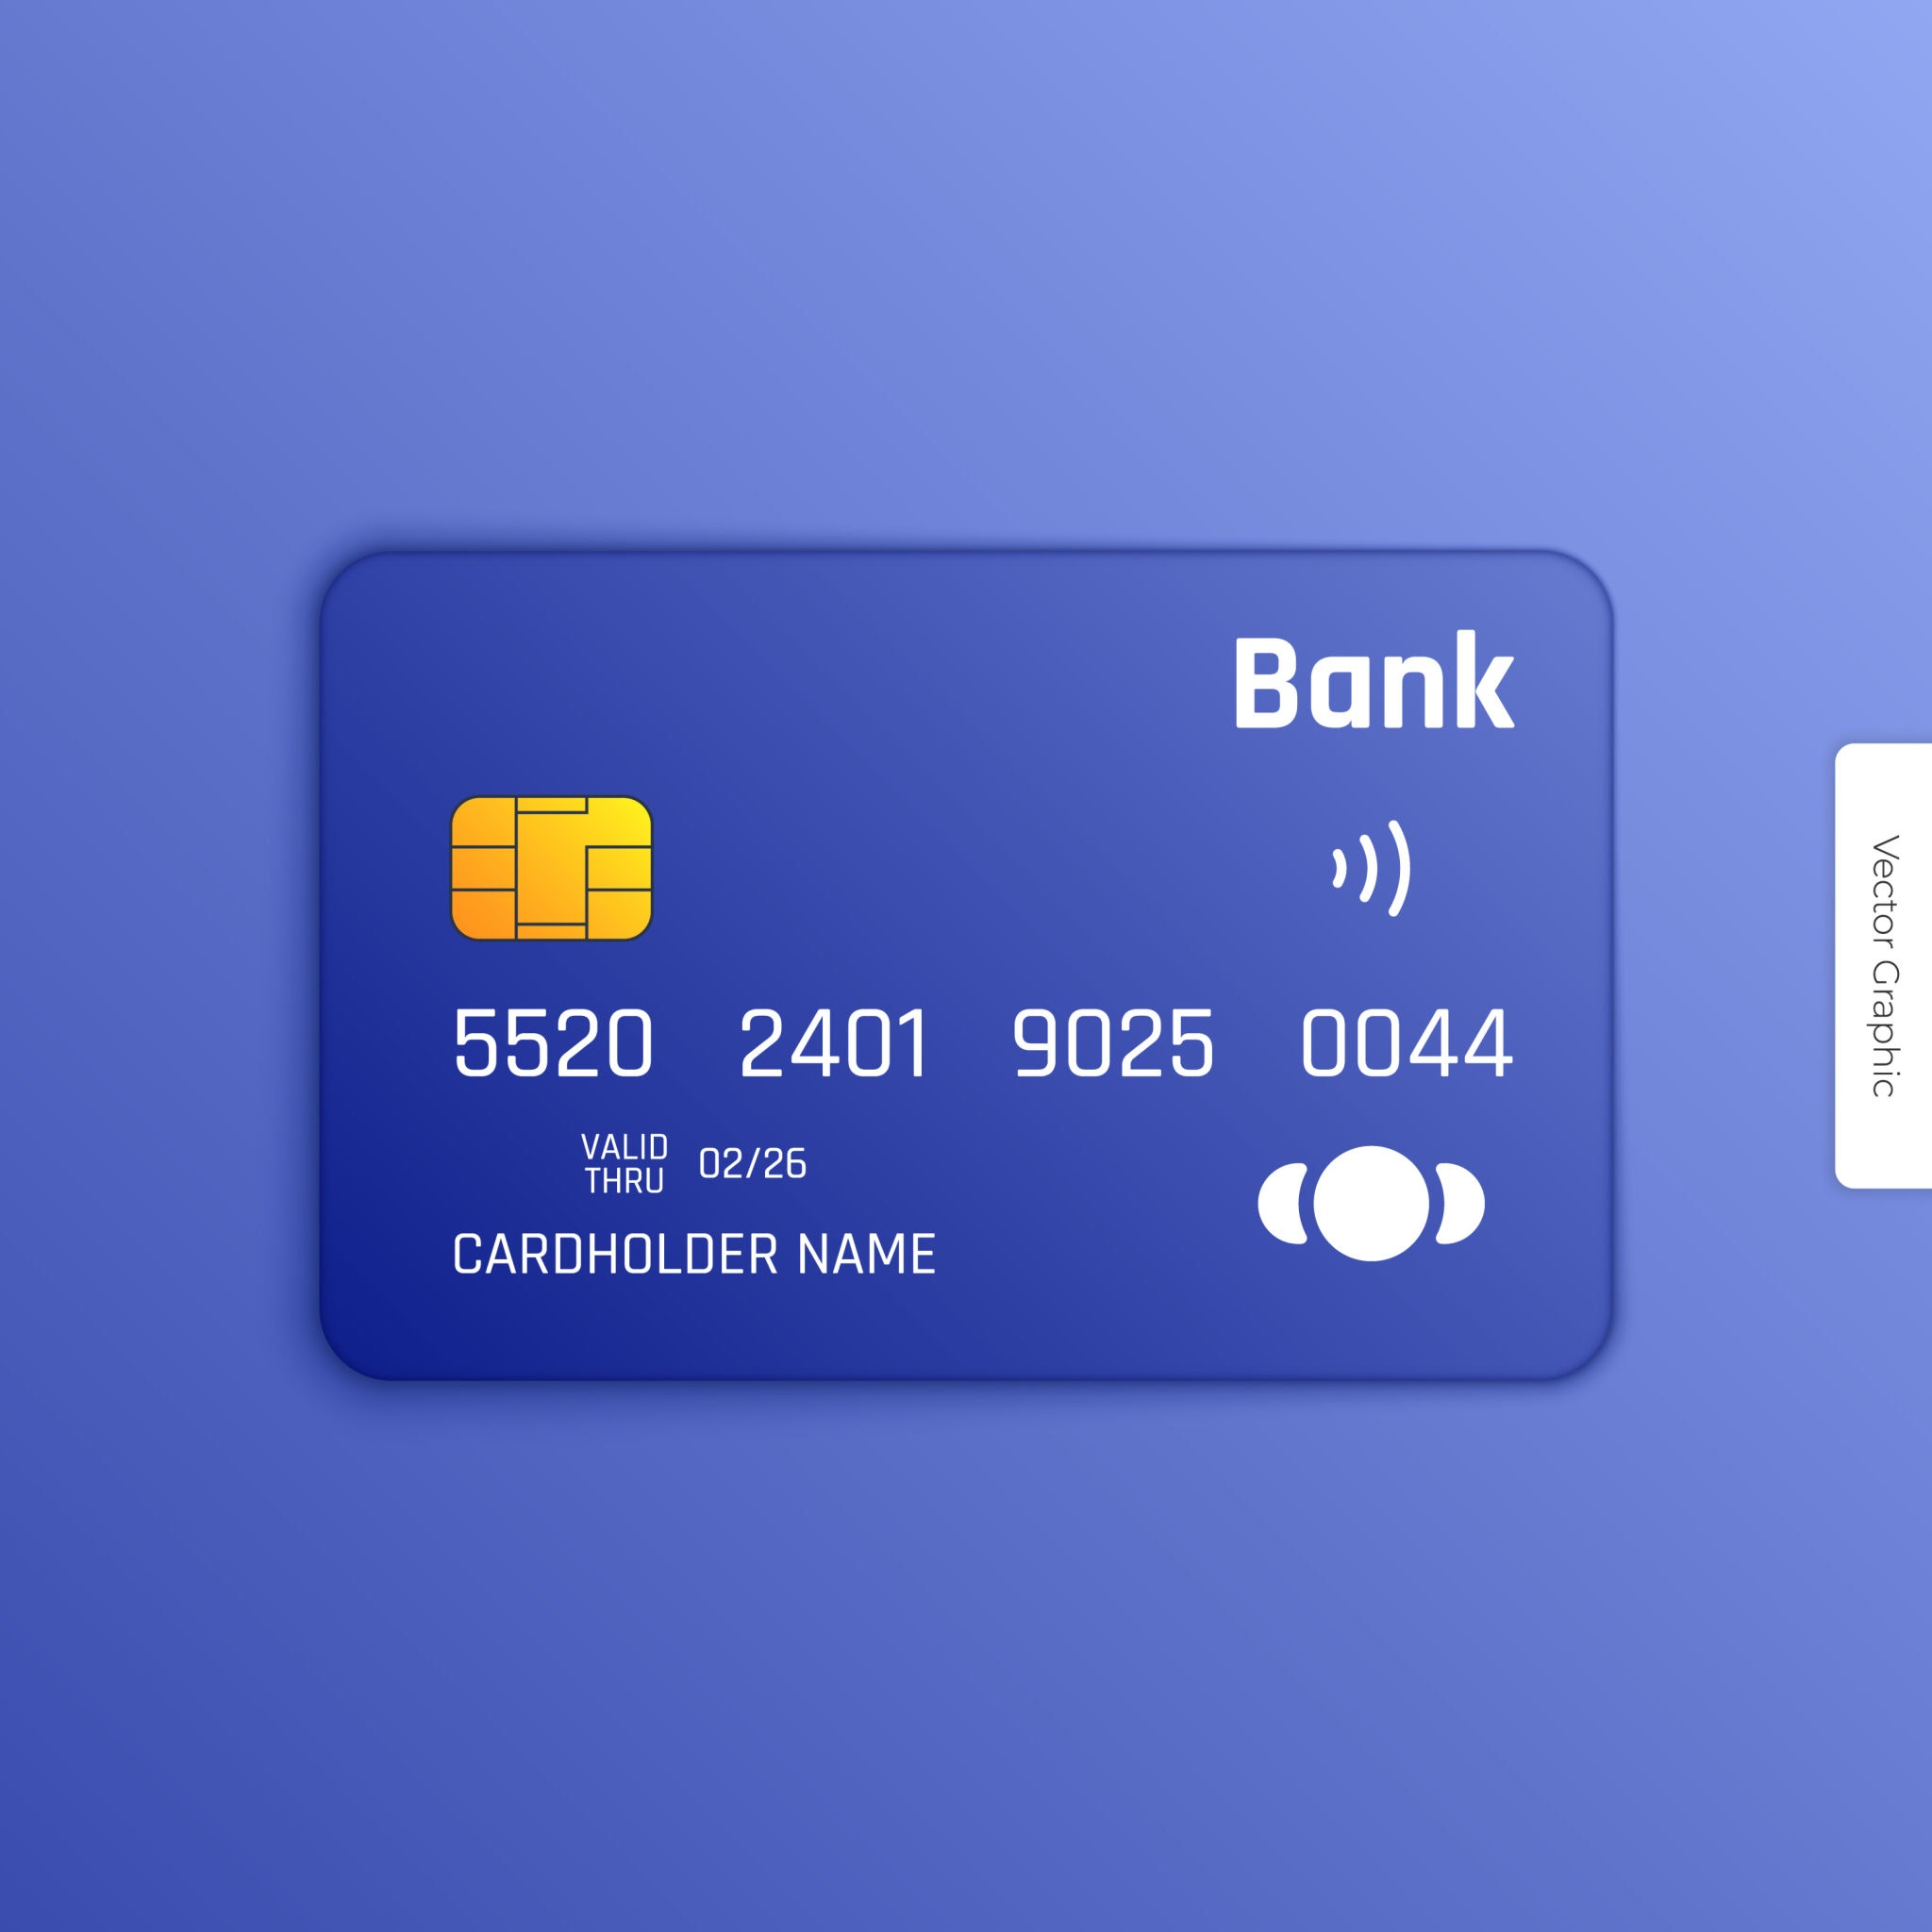 Bank
5520 2401 9025 0044
VALID
THRU
02/26
CARDHOLDER NAME
Vector Graphic